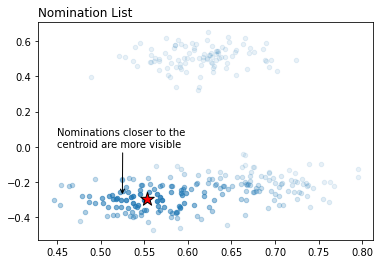 Nomination List
0.6
0.4
0.2
0.0
−0.2
−0.4
Nominations closer to the
centroid are more visible
0.45 0.50 0.55 0.60 0.65 0.70 0.75 0.80